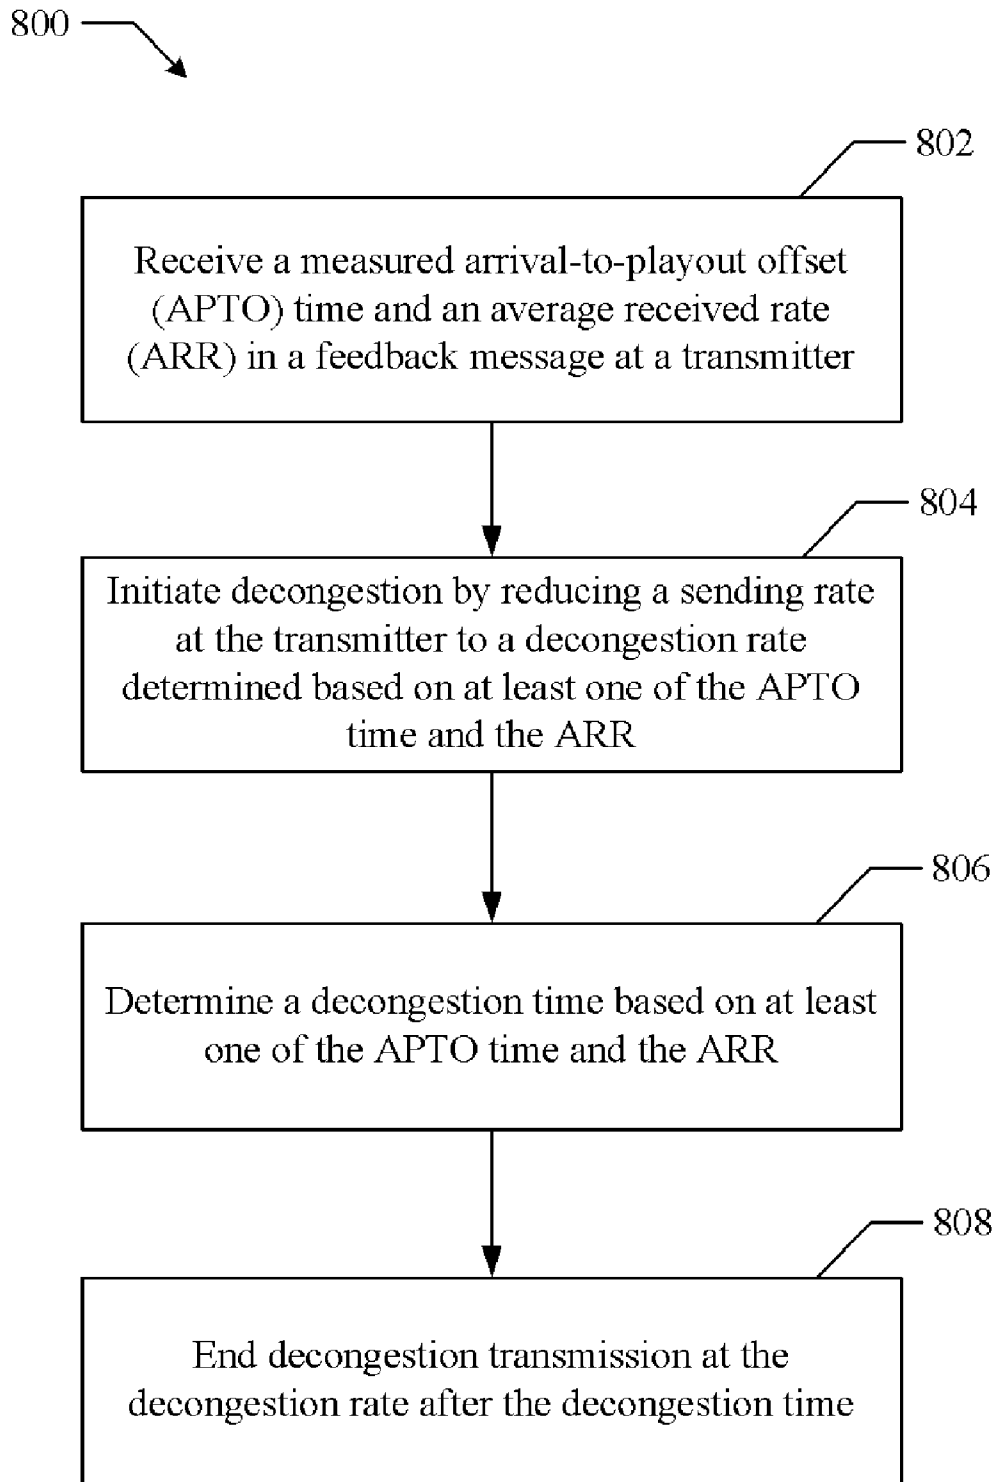 800
802
Receive a measured arrival-to-playout offset
(APTO) time and an average received rate
(ARR) in a feedback message at a transmitter
804
Initiate decongestion by reducing a sending rate
at the transmitter to a decongestion rate
determined based on at least one of the APTO
time and the ARR
806
Determine a decongestion time based on at least
one of the APTO time and the ARR
808
End decongestion transmission at the
decongestion rate after the decongestion time